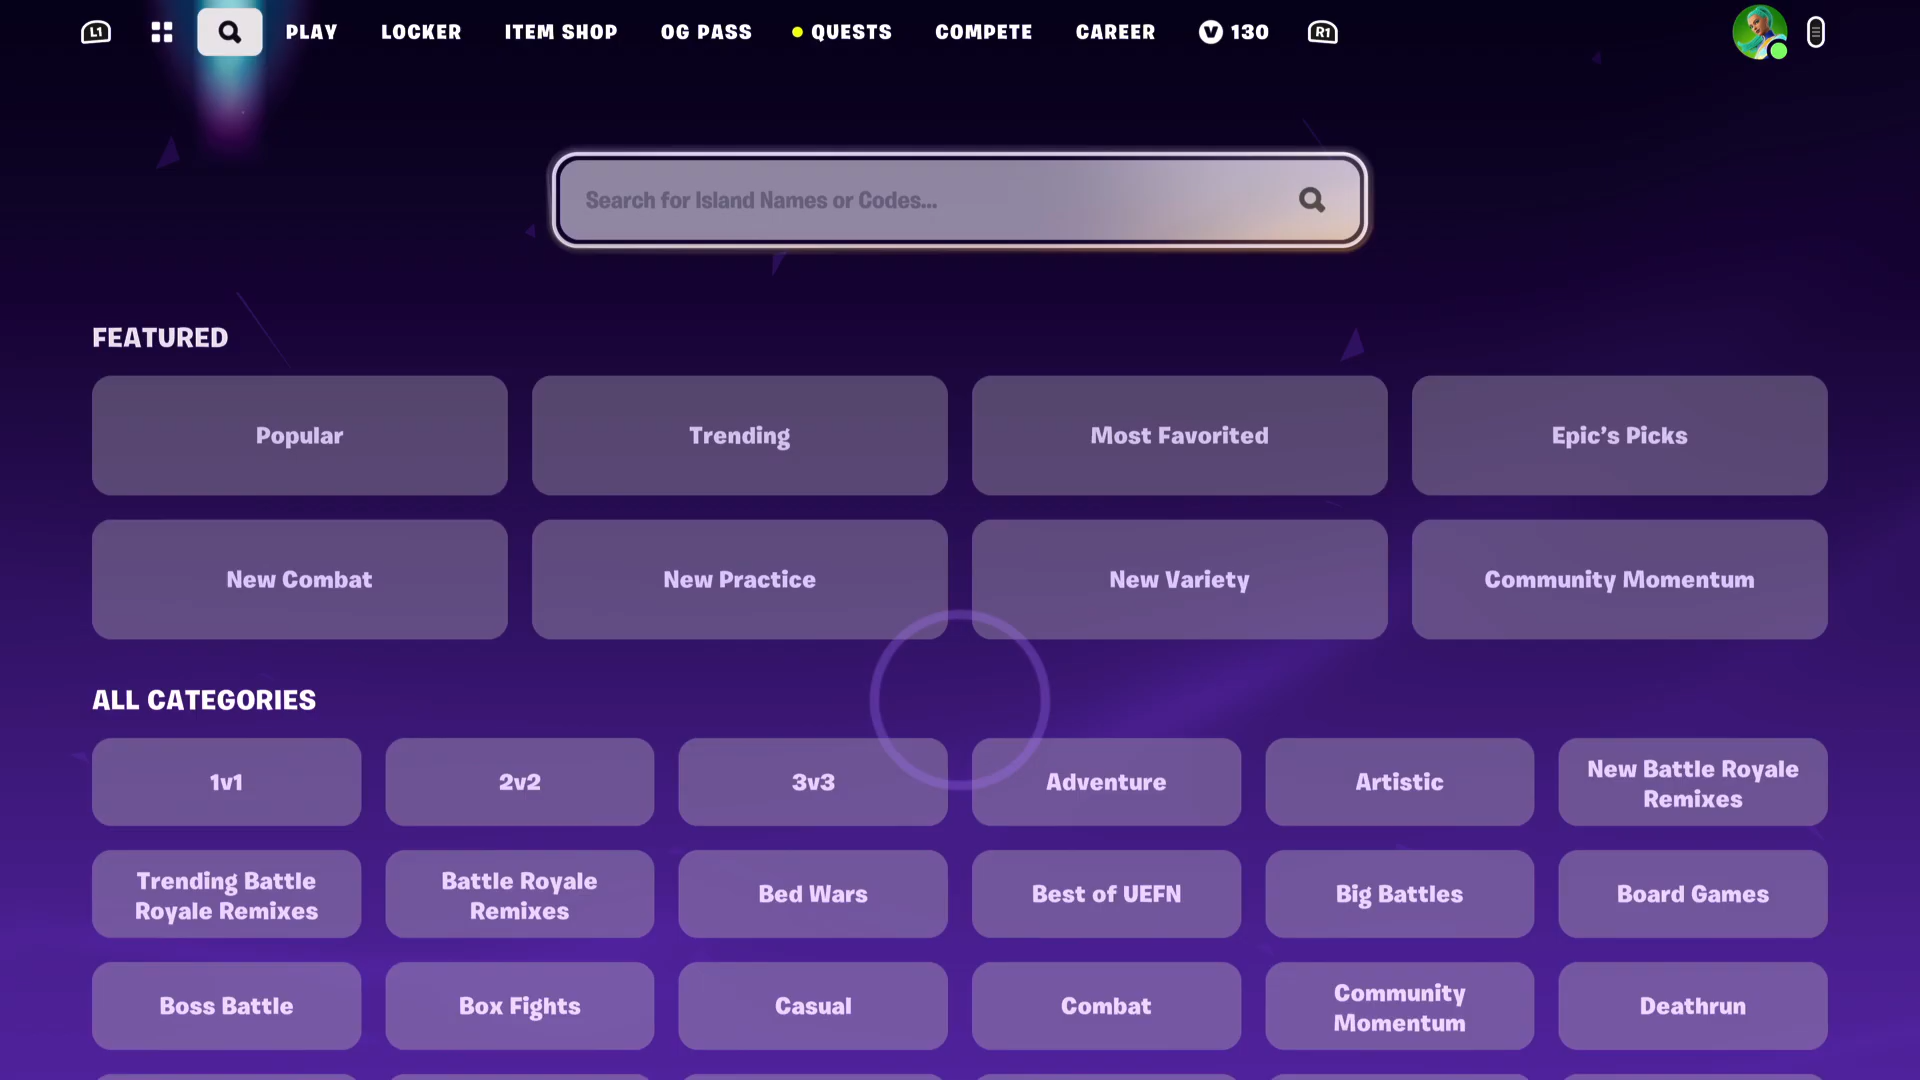 L1
PLAY
LOCKER
ITEM SHOP
OG PASS
QUESTS
COMPETE
CAREER
V 130
R1
Search for Island Names or Codes...
FEATURED
Popular
Trending
Most Favorited
Epic’s Picks
New Combat
New Practice
New Variety
Community Momentum
ALL CATEGORIES
1v1
2v2
3v3
Adventure
Artistic
New Battle Royale
Remixes
Trending Battle
Royale Remixes
Battle Royale
Remixes
Bed Wars
Best of UEFN
Big Battles
Board Games
Boss Battle
Box Fights
Casual
Combat
Community
Momentum
Deathrun